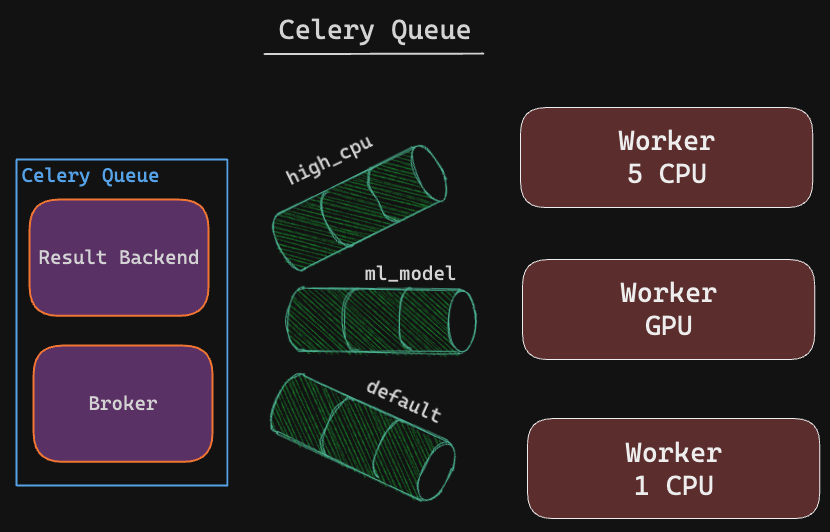 Celery Queue
Celery Queue
Result Backend
Broker
high_cpu
ml_model
default
Worker
5 CPU
Worker
GPU
Worker
1 CPU